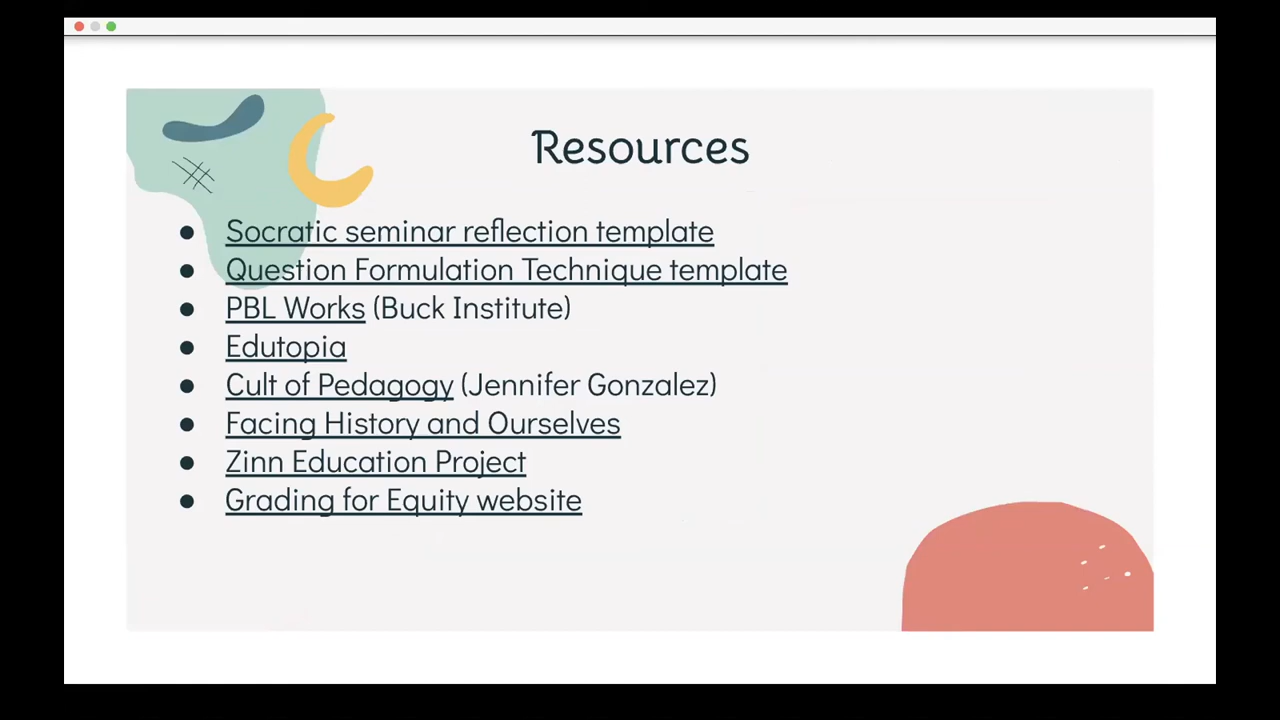 Resources
● Socratic seminar reflection template
● Question Formulation Technique template
● PBL Works (Buck Institute)
● Edutopia
● Cult of Pedagogy (Jennifer Gonzalez)
● Facing History and Ourselves
● Zinn Education Project
● Grading for Equity website